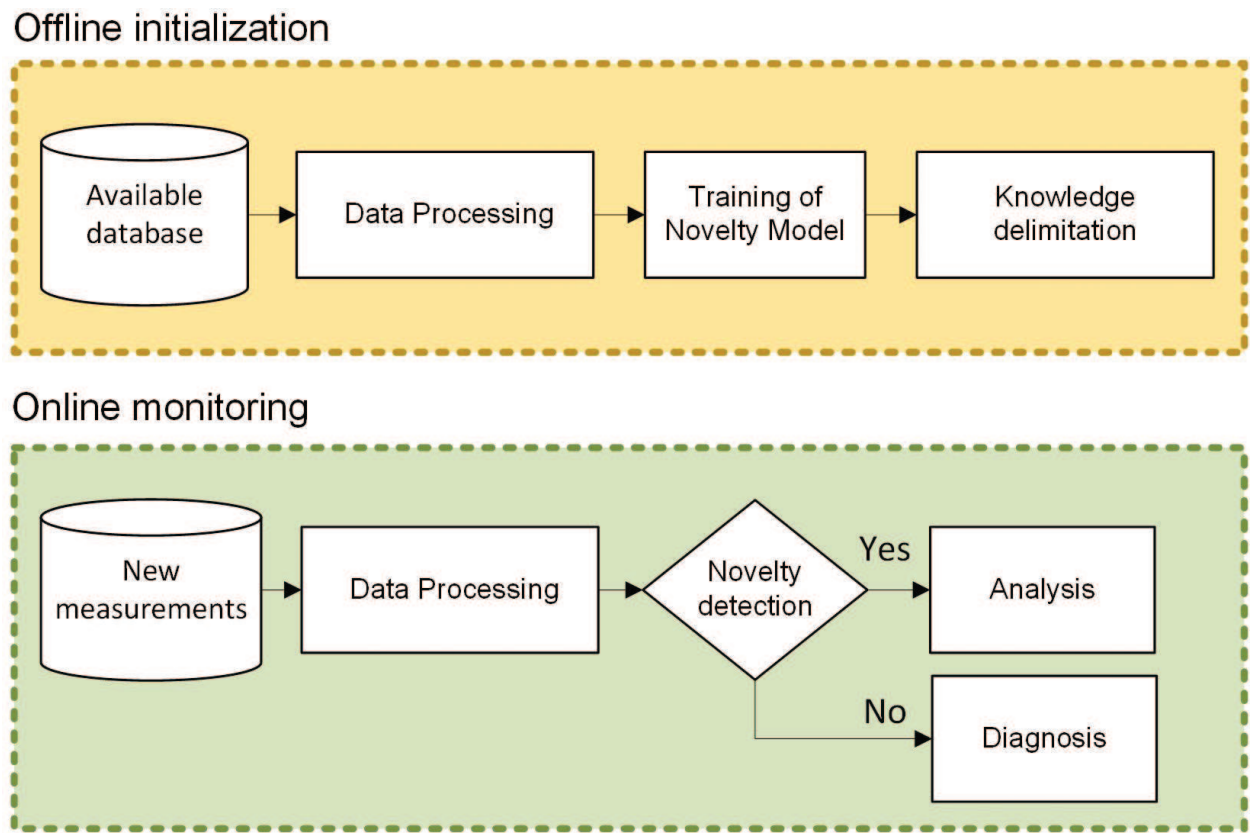 Offline initialization
Available
database
Data Processing
Training of
Novelty Model
Knowledge
delimitation
Online monitoring
New
measurements
Data Processing
Novelty
detection
Yes
Analysis
No
Diagnosis